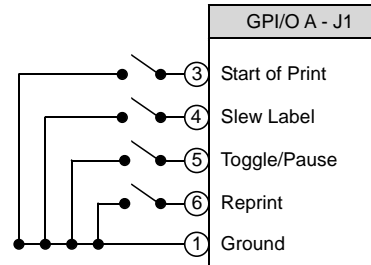 GPI/O A - J1
3 Start of Print
4 Slew Label
5 Toggle/Pause
6 Reprint
1 Ground